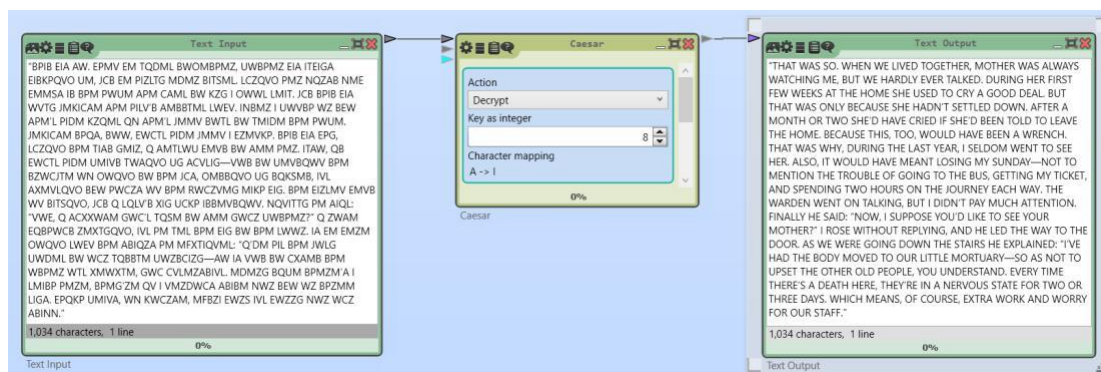 Text Input
"BPIB EIA AW. EPMV EM TQDML BWOMBPMZ, UWBPMZ EIA ITEIGA
EIBKPQVO UM, JCB EM PIZLTG MDMZ BITSML. LCZQVO PMZ NQZAB NME
EMMSA IB BPM PWUM APM CAML BW KZG I OWWL LMIT. JCB BPIB EIA
WVTG JMKICAM APM PILV'B AMBBTML LWEV. INBMZ I UWVBP WZ BEW
APM'L PIDM KZQML QN APM'L JMMV BWTL BW TMIDM BPM PWUM.
JMKICAM BPQA, BWW, EWCTL PIDM JMMV I EZMVKP. BPIB EIA EPG,
LCZQVO BPM TIAB GMIZ, Q AMTLWU EMVB BW AMM PMZ. ITAW, QB
EWCTL PIDM UMIVB TWAQVO UG ACVLIG—VWB BW UMVBQWV BPM
BZWCJTM WN OWQVO BW BPM JCA, OMBBQVO UG BQKSMB, IVL
AXMVLQVO BEW PWCZA WV BPM RWCZVMG MIKP EIG. BPM EIZLMV EMVB
WV BITSQVO, JCB Q LQLV'B XIG UCKP IBBMVBQWV. NQVITTG PM AIQL:
"VWE, Q ACXXWAM GWC'L TQSM BW AMM GWCZ UWBPMZ?" Q ZWAM
EQBPWCB ZMXTGQVO, IVL PM TML BPM EIG BW BPM LWWZ. IA EM EMZM
OWQVO LWEV BPM ABIQZA PM MFXTIQVML: "Q'DM PIL BPM JWLG
UWDML BW WCZ TQBBTM UWZBCIZG—AW IA VWB BW CXAMB BPM
WBPMZ WTL XMWXTM, GWC CVLMZABIVL. MDMZG BQUM BPMZM'A I
LMIBP PMZM, BPMG'ZM QV I VMZDWCA ABIBM NWZ BEW WZ BPZMM
LIGA. EPQKP UMIVA, WN KWCZAM, MFBZI EWZS IVL EWZZG NWZ WCZ
ABINN."
1,034 characters, 1 line
0%
Text Input
Caesar
Action
Decrypt
Key as integer
8
Character mapping
A -> I
0%
Caesar
Text Output
"THAT WAS SO. WHEN WE LIVED TOGETHER, MOTHER WAS ALWAYS
WATCHING ME, BUT WE HARDLY EVER TALKED. DURING HER FIRST
FEW WEEKS AT THE HOME SHE USED TO CRY A GOOD DEAL. BUT
THAT WAS ONLY BECAUSE SHE HADN'T SETTLED DOWN. AFTER A
MONTH OR TWO SHE'D HAVE CRIED IF SHE'D BEEN TOLD TO LEAVE
THE HOME. BECAUSE THIS, TOO, WOULD HAVE BEEN A WRENCH.
THAT WAS WHY, DURING THE LAST YEAR, I SELDOM WENT TO SEE
HER. ALSO, IT WOULD HAVE MEANT LOSING MY SUNDAY—NOT TO
MENTION THE TROUBLE OF GOING TO THE BUS, GETTING MY TICKET,
AND SPENDING TWO HOURS ON THE JOURNEY EACH WAY. THE
WARDEN WENT ON TALKING, BUT I DIDN'T PAY MUCH ATTENTION.
FINALLY HE SAID: "NOW, I SUPPOSE YOU'D LIKE TO SEE YOUR
MOTHER?" I ROSE WITHOUT REPLYING, AND HE LED THE WAY TO THE
DOOR. AS WE WERE GOING DOWN THE STAIRS HE EXPLAINED: "I'VE
HAD THE BODY MOVED TO OUR LITTLE MORTUARY—SO AS NOT TO
UPSET THE OTHER OLD PEOPLE, YOU UNDERSTAND. EVERY TIME
THERE'S A DEATH HERE, THEY'RE IN A NERVOUS STATE FOR TWO OR
THREE DAYS. WHICH MEANS, OF COURSE, EXTRA WORK AND WORRY
FOR OUR STAFF."
1,034 characters, 1 line
0%
Text Output